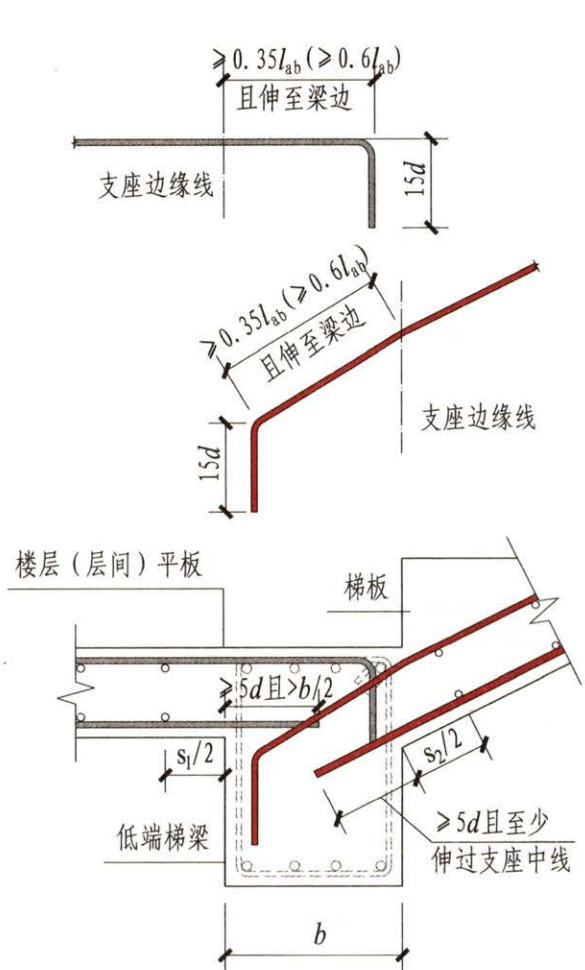 ≥0.35lab(≥0.6lab)
且伸至梁边
支座边缘线
15d
≥0.35lab(≥0.6lab)
且伸至梁边
支座边缘线
15d
楼层（层间）平板
梯板
≥5d且>b/2
s1/2
s2/2
低端梯梁
≥5d且至少
伸过支座中线
b